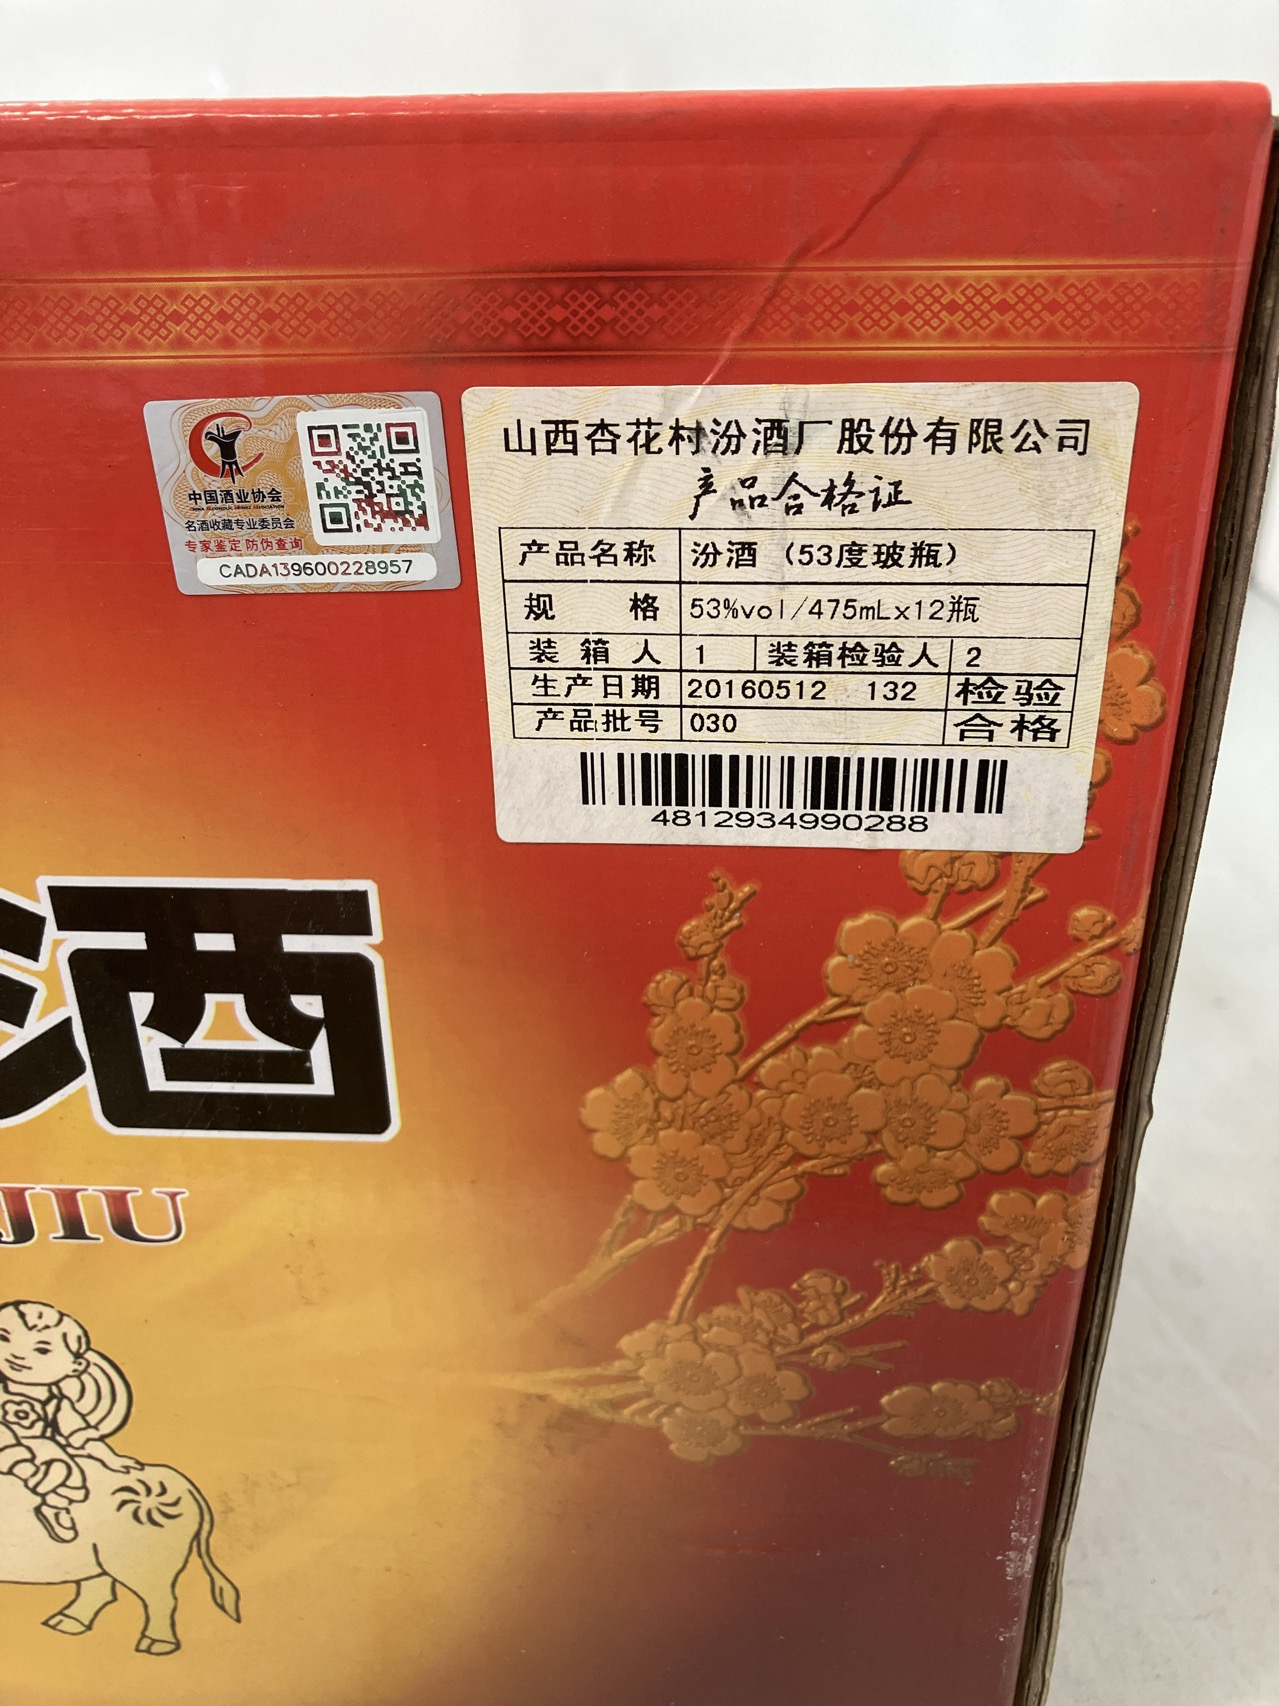 中国酒业协会
CHINA ALCOHOLIC DRINKS ASSOCIATION
名酒收藏专业委员会
专家鉴定 防伪查询
CADA139600228957
山西杏花村汾酒厂股份有限公司
产品合格证
产品名称 汾酒（53度玻瓶）
规 格 53%vol/475mLx12瓶
装箱人 1 装箱检验人 2
生产日期 20160512 132 检验
产品批号 030 合格
4812934990288
酒
JIU